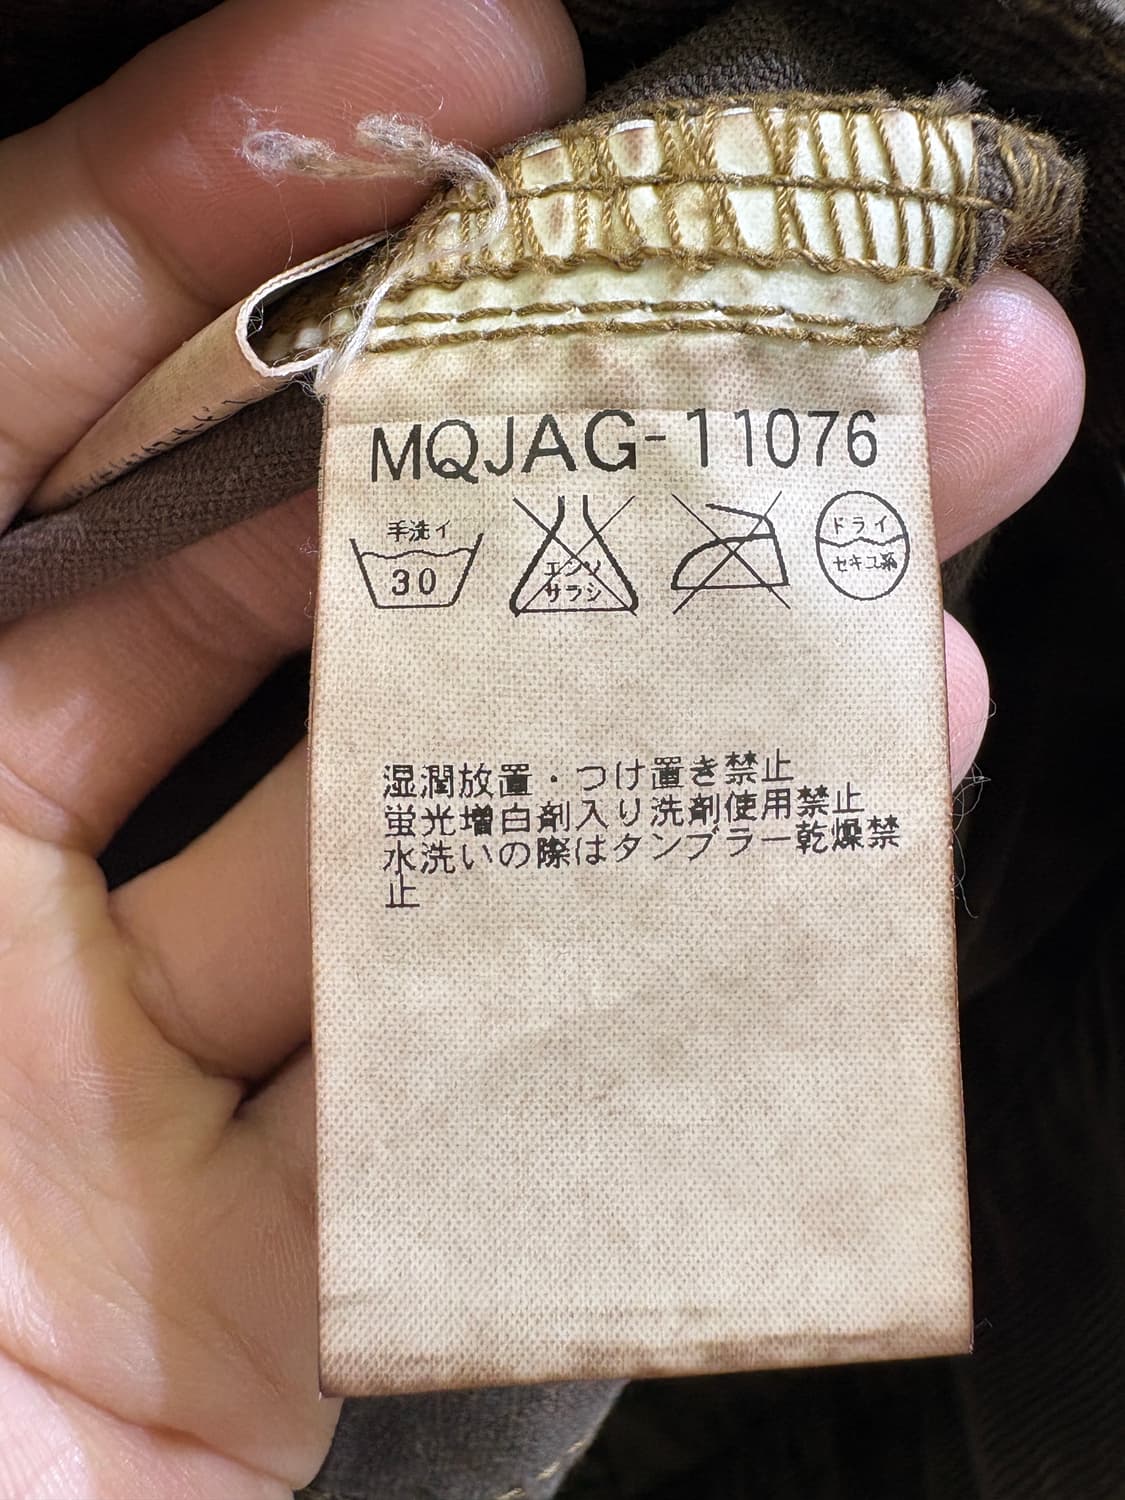 MQJAG-11076
手洗イ
30
エンソ
サラシ
ドライ
セキユ系
湿潤放置・つけ置き禁止
蛍光増白剤入り洗剤使用禁止
水洗いの際はタンブラー乾燥禁
止